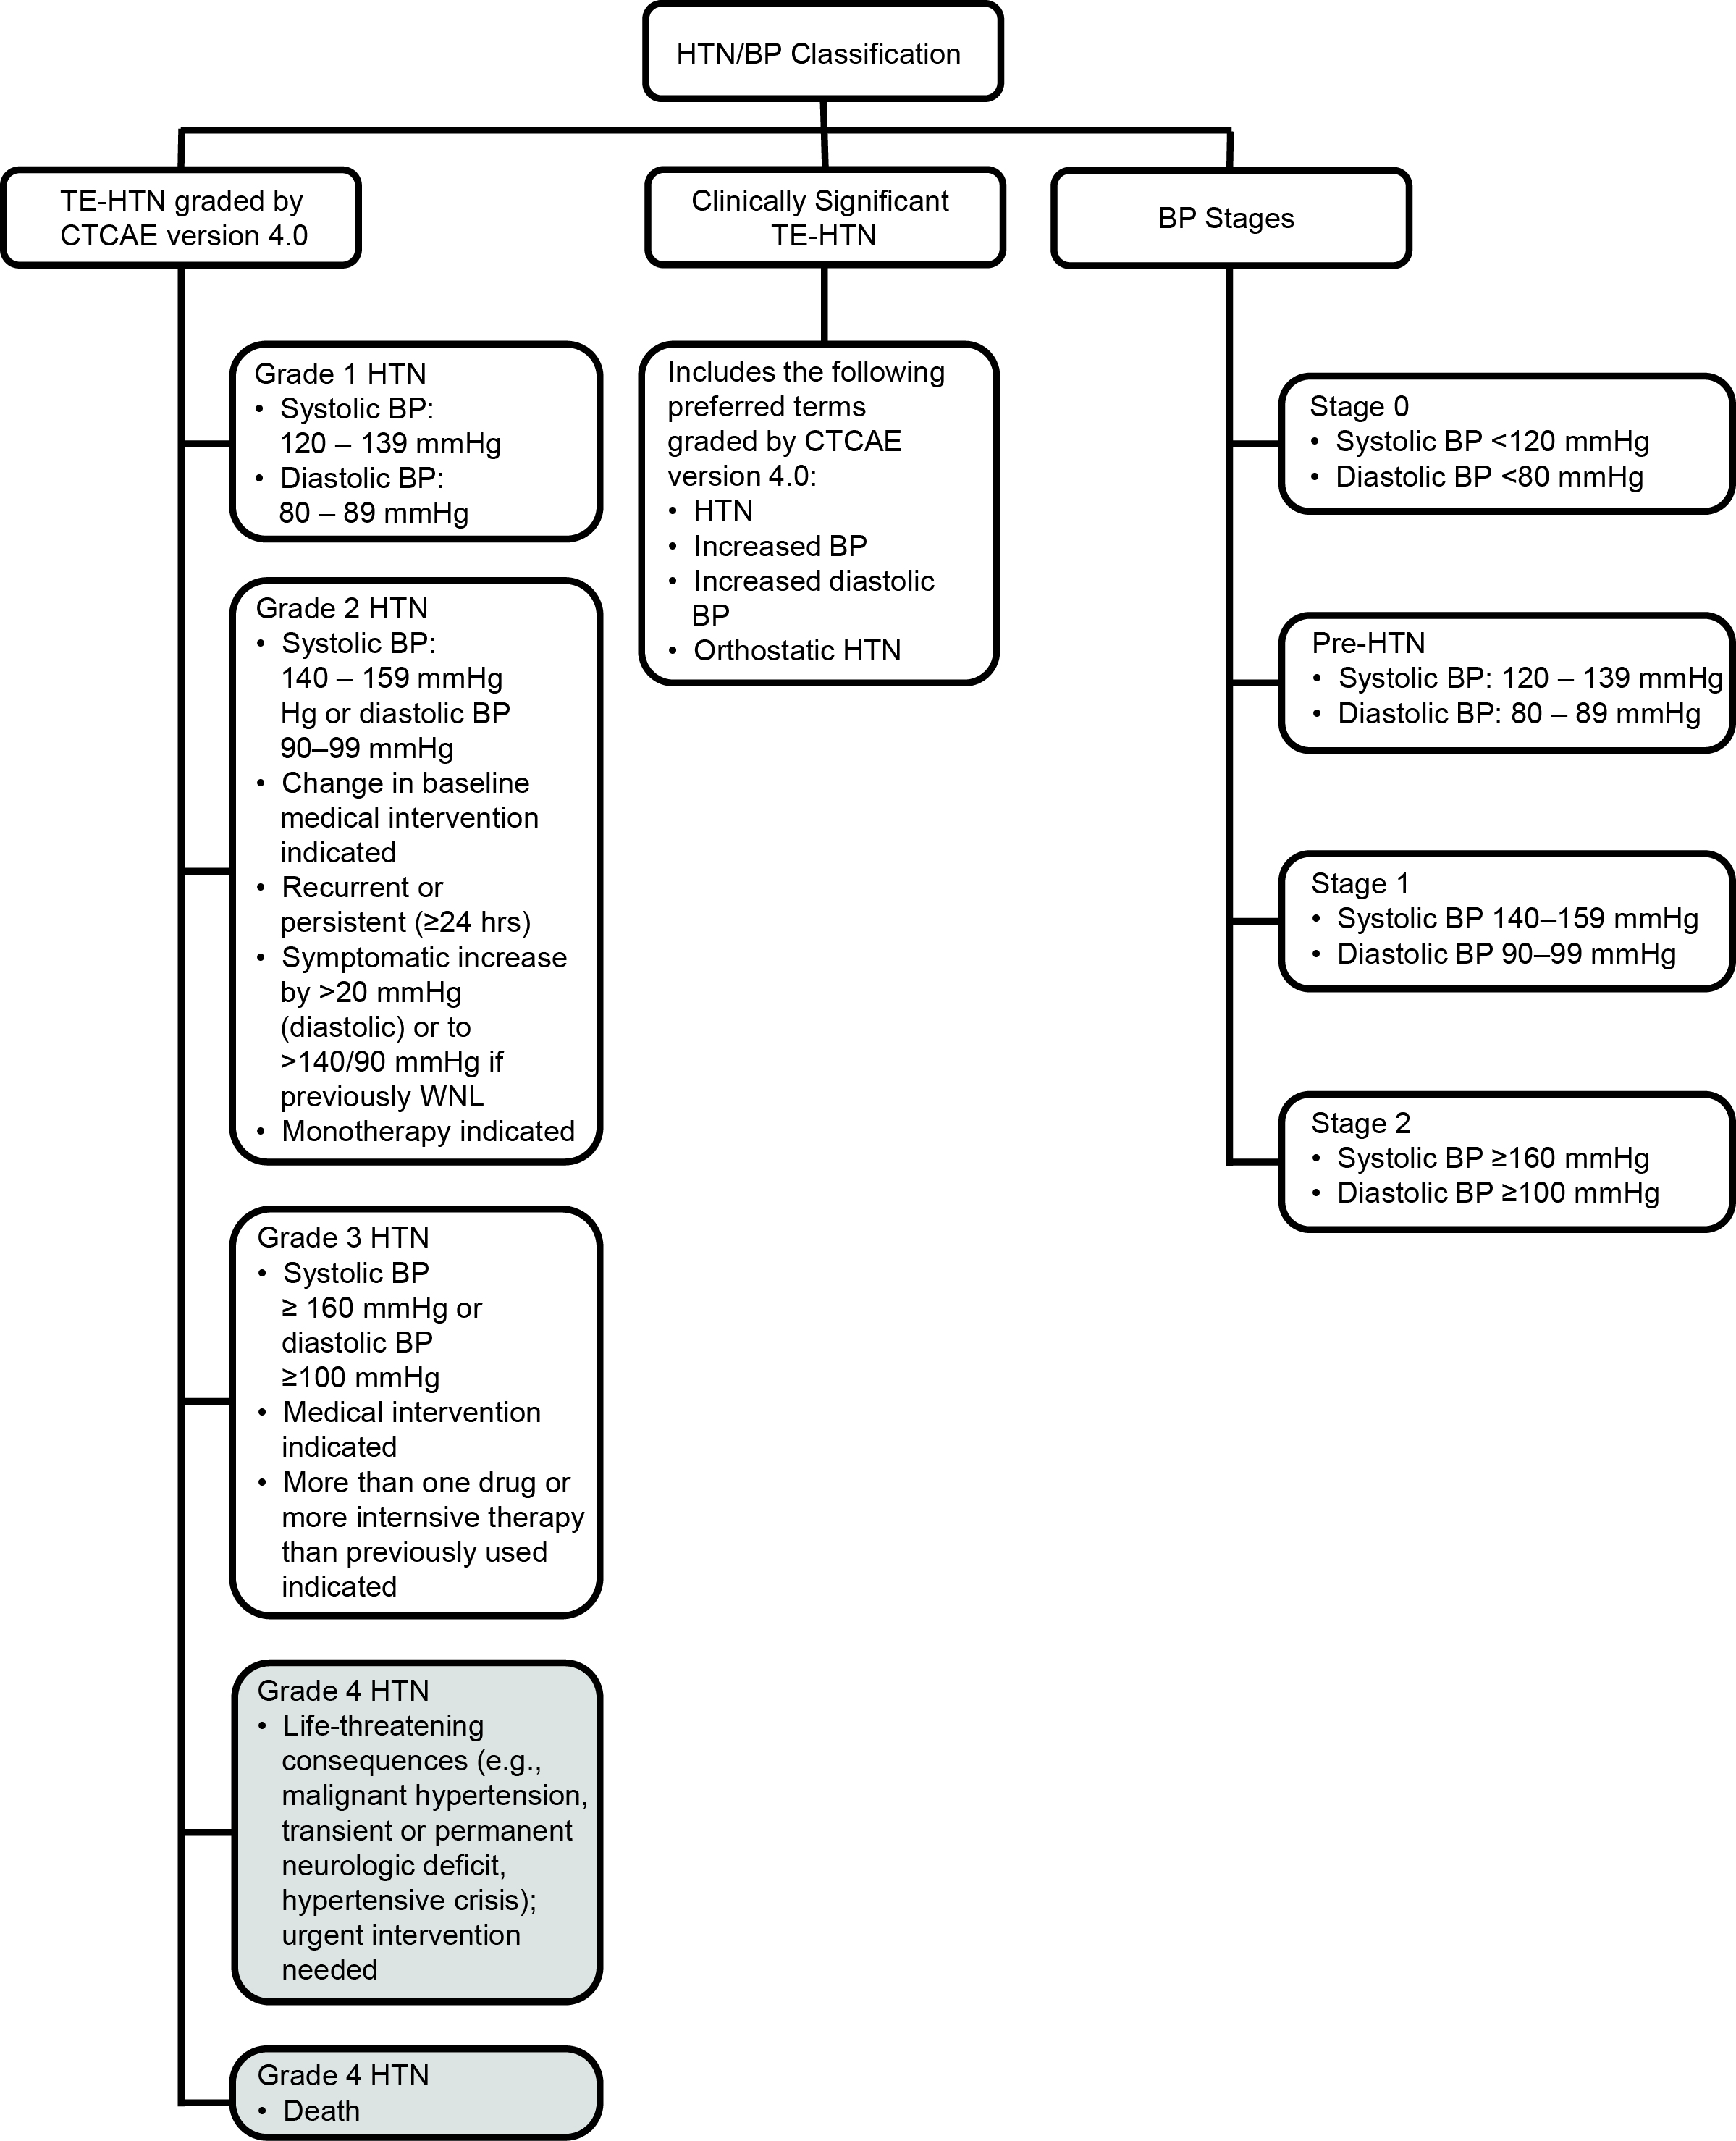 HTN/BP Classification
TE-HTN graded by
CTCAE version 4.0
Grade 1 HTN
• Systolic BP:
120 – 139 mmHg
• Diastolic BP:
80 – 89 mmHg
Grade 2 HTN
• Systolic BP:
140 – 159 mmHg
Hg or diastolic BP
90–99 mmHg
• Change in baseline
medical intervention
indicated
• Recurrent or
persistent (≥24 hrs)
• Symptomatic increase
by >20 mmHg
(diastolic) or to
>140/90 mmHg if
previously WNL
• Monotherapy indicated
Grade 3 HTN
• Systolic BP
≥ 160 mmHg or
diastolic BP
≥100 mmHg
• Medical intervention
indicated
• More than one drug or
more internsive therapy
than previously used
indicated
Grade 4 HTN
• Life-threatening
consequences (e.g.,
malignant hypertension,
transient or permanent
neurologic deficit,
hypertensive crisis);
urgent intervention
needed
Grade 4 HTN
• Death
Clinically Significant
TE-HTN
Includes the following
preferred terms
graded by CTCAE
version 4.0:
• HTN
• Increased BP
• Increased diastolic
BP
• Orthostatic HTN
BP Stages
Stage 0
• Systolic BP <120 mmHg
• Diastolic BP <80 mmHg
Pre-HTN
• Systolic BP: 120 – 139 mmHg
• Diastolic BP: 80 – 89 mmHg
Stage 1
• Systolic BP 140–159 mmHg
• Diastolic BP 90–99 mmHg
Stage 2
• Systolic BP ≥160 mmHg
• Diastolic BP ≥100 mmHg